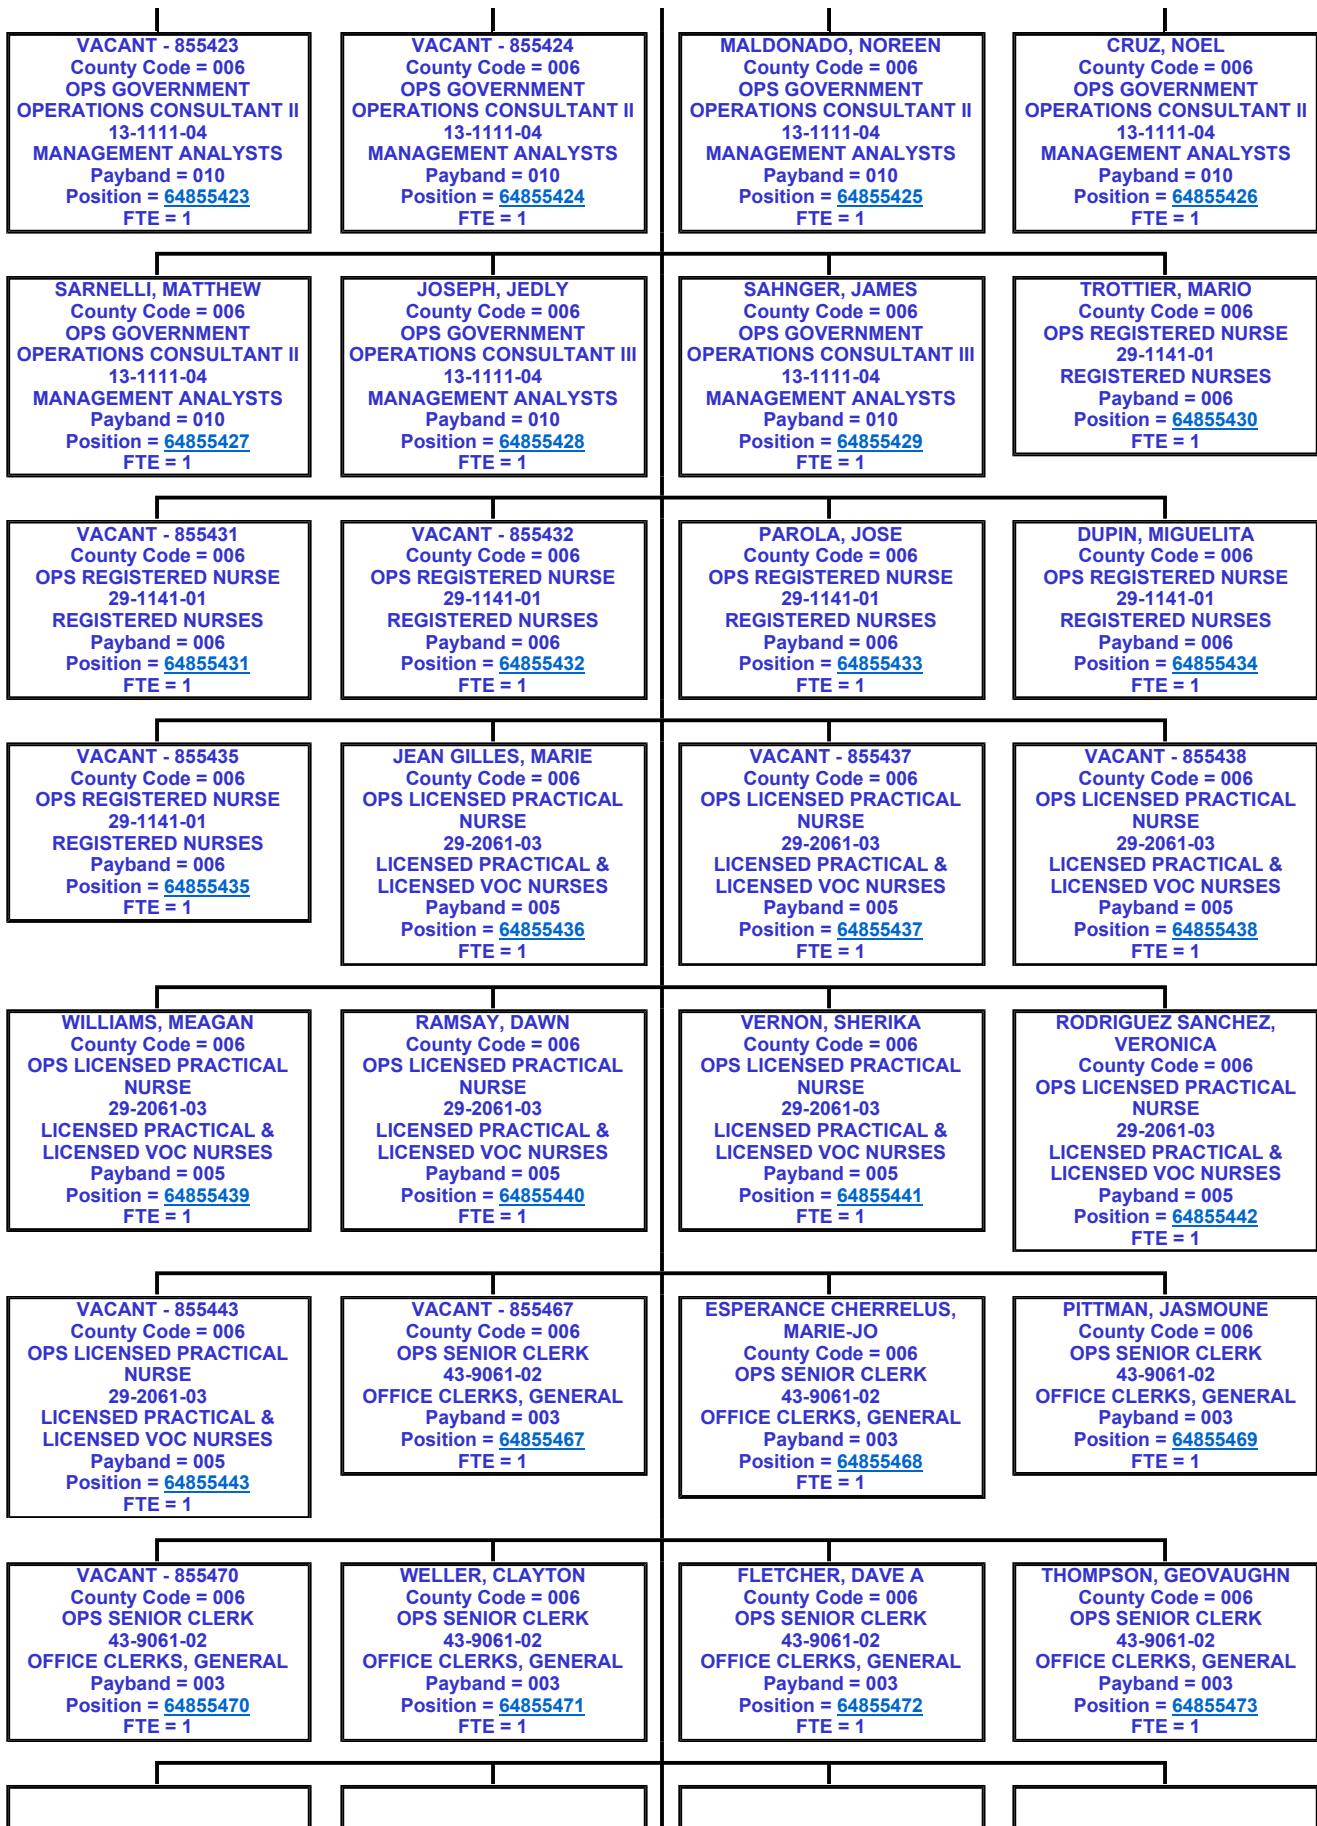 VACANT - 855423
County Code = 006
OPS GOVERNMENT
OPERATIONS CONSULTANT II
13-1111-04
MANAGEMENT ANALYSTS
Payband = 010
Position = 64855423
FTE = 1
VACANT - 855424
County Code = 006
OPS GOVERNMENT
OPERATIONS CONSULTANT II
13-1111-04
MANAGEMENT ANALYSTS
Payband = 010
Position = 64855424
FTE = 1
MALDONADO, NOREEN
County Code = 006
OPS GOVERNMENT
OPERATIONS CONSULTANT II
13-1111-04
MANAGEMENT ANALYSTS
Payband = 010
Position = 64855425
FTE = 1
CRUZ, NOEL
County Code = 006
OPS GOVERNMENT
OPERATIONS CONSULTANT II
13-1111-04
MANAGEMENT ANALYSTS
Payband = 010
Position = 64855426
FTE = 1
SARNELLI, MATTHEW
County Code = 006
OPS GOVERNMENT
OPERATIONS CONSULTANT II
13-1111-04
MANAGEMENT ANALYSTS
Payband = 010
Position = 64855427
FTE = 1
JOSEPH, JEDLY
County Code = 006
OPS GOVERNMENT
OPERATIONS CONSULTANT III
13-1111-04
MANAGEMENT ANALYSTS
Payband = 010
Position = 64855428
FTE = 1
SAHNGER, JAMES
County Code = 006
OPS GOVERNMENT
OPERATIONS CONSULTANT III
13-1111-04
MANAGEMENT ANALYSTS
Payband = 010
Position = 64855429
FTE = 1
TROTTIER, MARIO
County Code = 006
OPS REGISTERED NURSE
29-1141-01
REGISTERED NURSES
Payband = 006
Position = 64855430
FTE = 1
VACANT - 855431
County Code = 006
OPS REGISTERED NURSE
29-1141-01
REGISTERED NURSES
Payband = 006
Position = 64855431
FTE = 1
VACANT - 855432
County Code = 006
OPS REGISTERED NURSE
29-1141-01
REGISTERED NURSES
Payband = 006
Position = 64855432
FTE = 1
PAROLA, JOSE
County Code = 006
OPS REGISTERED NURSE
29-1141-01
REGISTERED NURSES
Payband = 006
Position = 64855433
FTE = 1
DUPIN, MIGUELITA
County Code = 006
OPS REGISTERED NURSE
29-1141-01
REGISTERED NURSES
Payband = 006
Position = 64855434
FTE = 1
VACANT - 855435
County Code = 006
OPS REGISTERED NURSE
29-1141-01
REGISTERED NURSES
Payband = 006
Position = 64855435
FTE = 1
JEAN GILLES, MARIE
County Code = 006
OPS LICENSED PRACTICAL
NURSE
29-2061-03
LICENSED PRACTICAL &
LICENSED VOC NURSES
Payband = 005
Position = 64855436
FTE = 1
VACANT - 855437
County Code = 006
OPS LICENSED PRACTICAL
NURSE
29-2061-03
LICENSED PRACTICAL &
LICENSED VOC NURSES
Payband = 005
Position = 64855437
FTE = 1
VACANT - 855438
County Code = 006
OPS LICENSED PRACTICAL
NURSE
29-2061-03
LICENSED PRACTICAL &
LICENSED VOC NURSES
Payband = 005
Position = 64855438
FTE = 1
WILLIAMS, MEAGAN
County Code = 006
OPS LICENSED PRACTICAL
NURSE
29-2061-03
LICENSED PRACTICAL &
LICENSED VOC NURSES
Payband = 005
Position = 64855439
FTE = 1
RAMSAY, DAWN
County Code = 006
OPS LICENSED PRACTICAL
NURSE
29-2061-03
LICENSED PRACTICAL &
LICENSED VOC NURSES
Payband = 005
Position = 64855440
FTE = 1
VERNON, SHERIKA
County Code = 006
OPS LICENSED PRACTICAL
NURSE
29-2061-03
LICENSED PRACTICAL &
LICENSED VOC NURSES
Payband = 005
Position = 64855441
FTE = 1
RODRIGUEZ SANCHEZ,
VERONICA
County Code = 006
OPS LICENSED PRACTICAL
NURSE
29-2061-03
LICENSED PRACTICAL &
LICENSED VOC NURSES
Payband = 005
Position = 64855442
FTE = 1
VACANT - 855443
County Code = 006
OPS LICENSED PRACTICAL
NURSE
29-2061-03
LICENSED PRACTICAL &
LICENSED VOC NURSES
Payband = 005
Position = 64855443
FTE = 1
VACANT - 855467
County Code = 006
OPS SENIOR CLERK
43-9061-02
OFFICE CLERKS, GENERAL
Payband = 003
Position = 64855467
FTE = 1
ESPERANCE CHERRELUS,
MARIE-JO
County Code = 006
OPS SENIOR CLERK
43-9061-02
OFFICE CLERKS, GENERAL
Payband = 003
Position = 64855468
FTE = 1
PITTMAN, JASMOUNE
County Code = 006
OPS SENIOR CLERK
43-9061-02
OFFICE CLERKS, GENERAL
Payband = 003
Position = 64855469
FTE = 1
VACANT - 855470
County Code = 006
OPS SENIOR CLERK
43-9061-02
OFFICE CLERKS, GENERAL
Payband = 003
Position = 64855470
FTE = 1
WELLER, CLAYTON
County Code = 006
OPS SENIOR CLERK
43-9061-02
OFFICE CLERKS, GENERAL
Payband = 003
Position = 64855471
FTE = 1
FLETCHER, DAVE A
County Code = 006
OPS SENIOR CLERK
43-9061-02
OFFICE CLERKS, GENERAL
Payband = 003
Position = 64855472
FTE = 1
THOMPSON, GEOVAUGHN
County Code = 006
OPS SENIOR CLERK
43-9061-02
OFFICE CLERKS, GENERAL
Payband = 003
Position = 64855473
FTE = 1